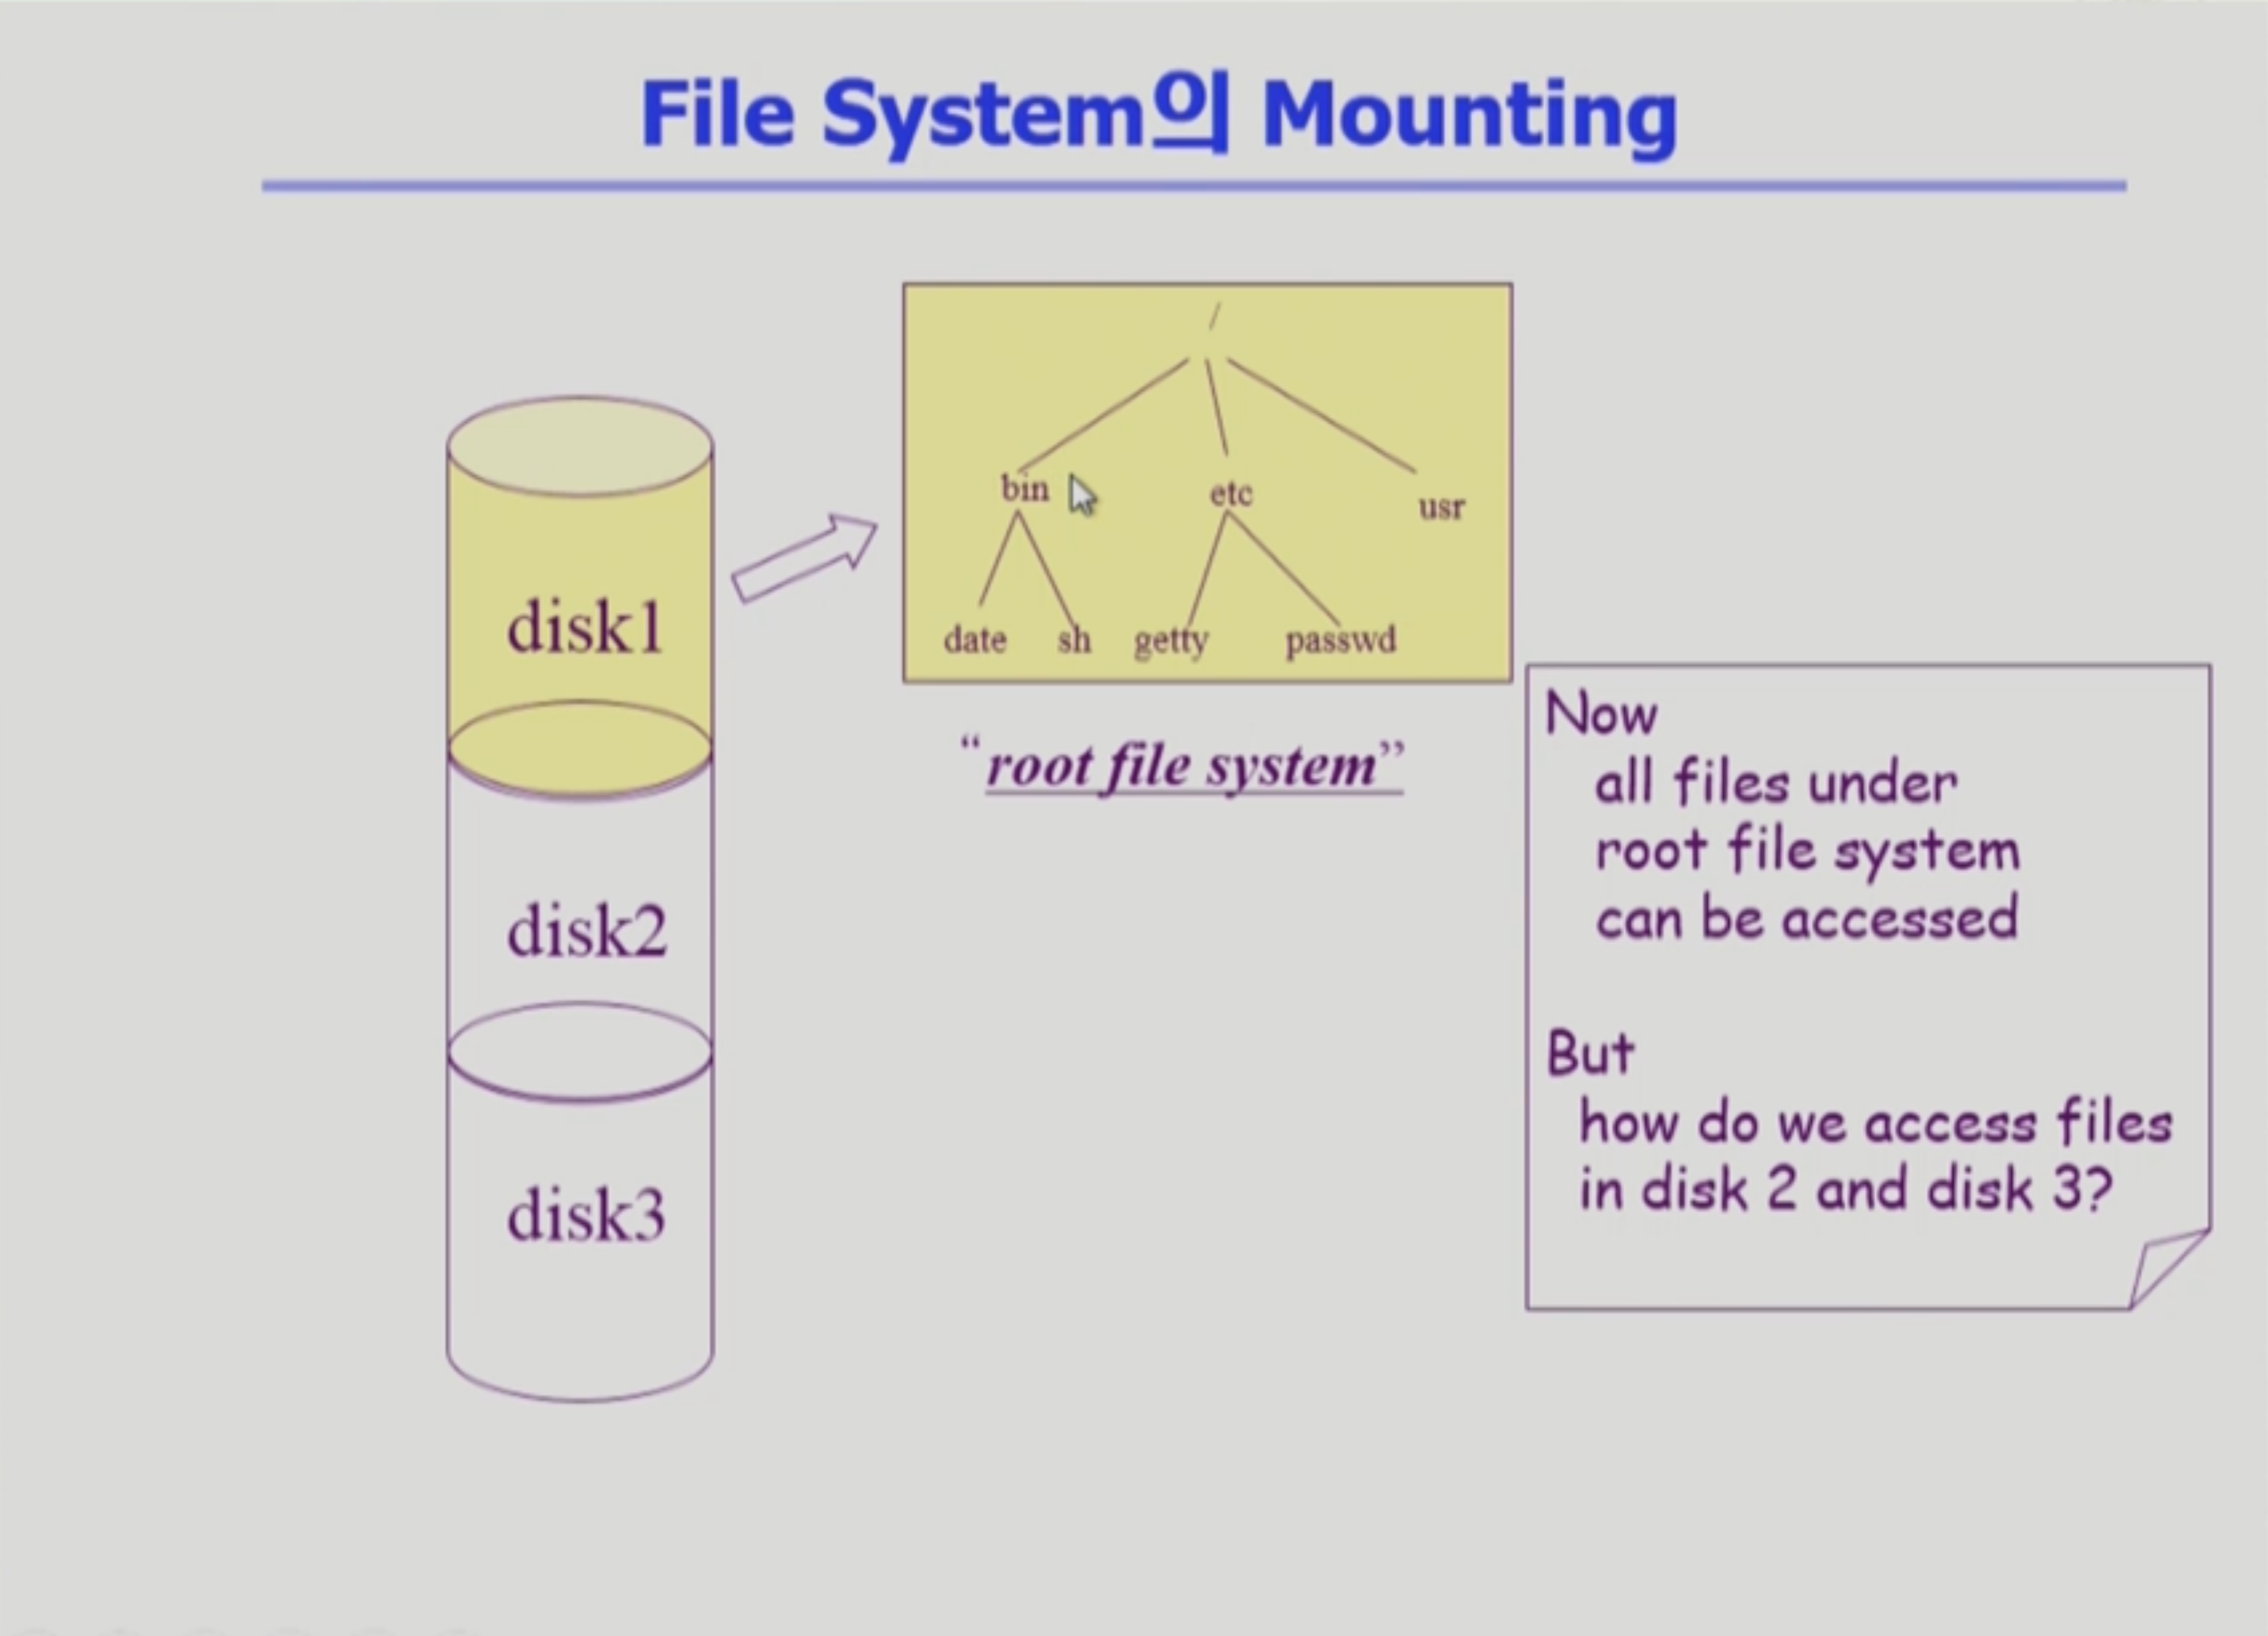 File System의 Mounting
/
bin etc usr
date sh getty passwd
“root file system”
disk1
disk2
disk3
Now
all files under
root file system
can be accessed
But
how do we access files
in disk 2 and disk 3?